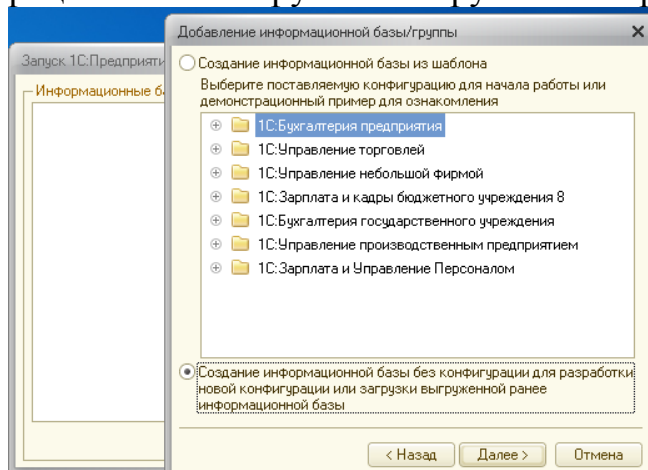 Добавление информационной базы/группы
Запуск 1С:Предприяти
Информационные б
Создание информационной базы из шаблона
Выберите поставляемую конфигурацию для начала работы или
демонстрационный пример для ознакомления
1С:Бухгалтерия предприятия
1С:Управление торговлей
1С:Управление небольшой фирмой
1С:Зарплата и кадры бюджетного учреждения 8
1С:Бухгалтерия государственного учреждения
1С:Управление производственным предприятием
1С:Зарплата и Управление Персоналом
Создание информационной базы без конфигурации для разработки
новой конфигурации или загрузки выгруженной ранее
информационной базы
< Назад
Далее >
Отмена